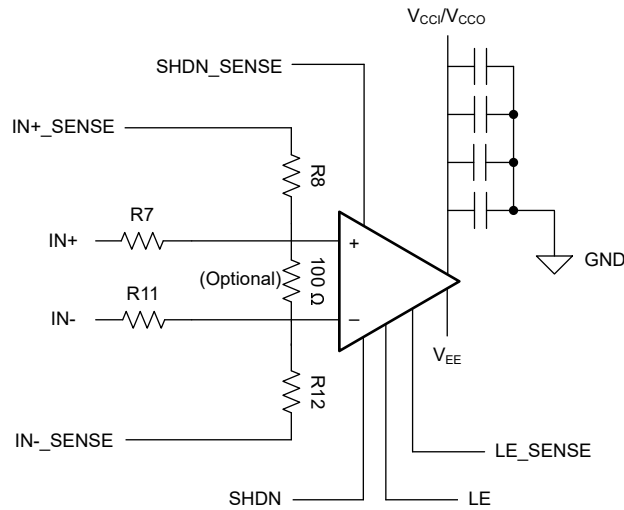 VCCI/VCCO
SHDN_SENSE
IN+_SENSE
R8
R7
IN+
+
GND
(Optional)
100 Ω
R11
IN-
–
VEE
R12
IN-_SENSE
LE_SENSE
SHDN
LE